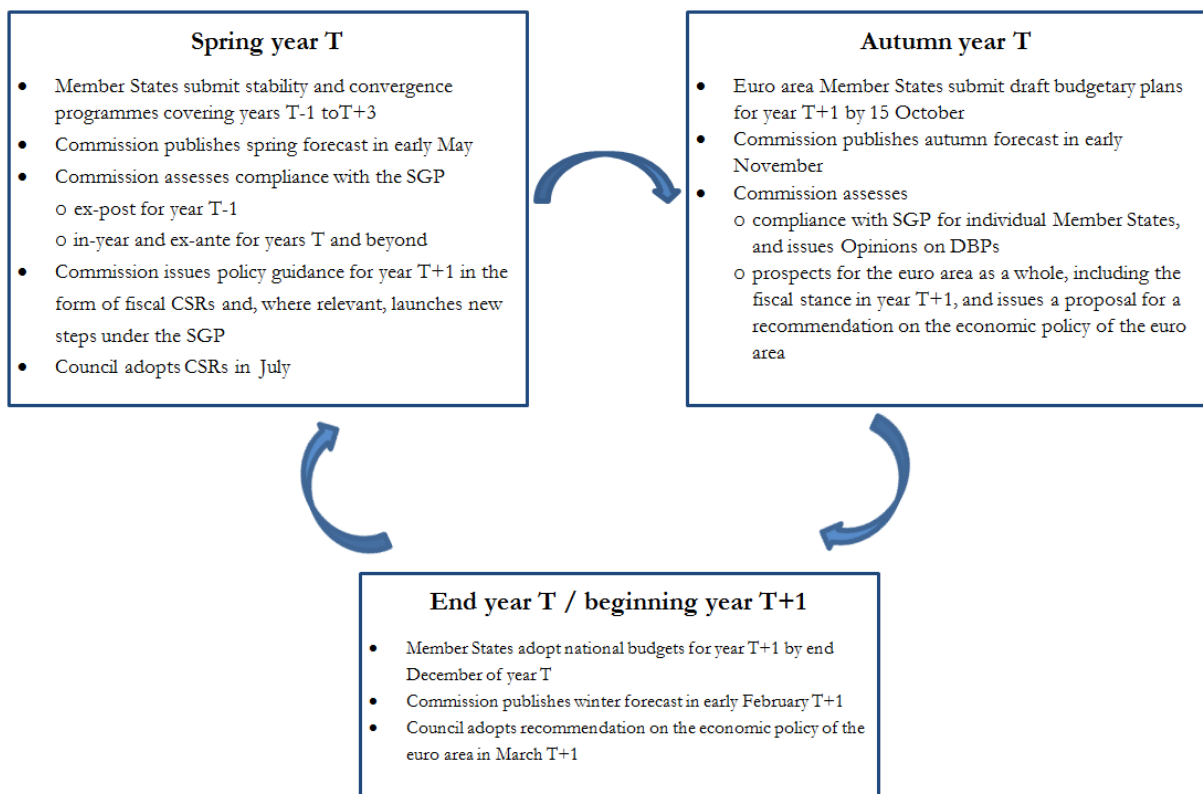 Spring year T
• Member States submit stability and convergence
programmes covering years T-1 toT+3
• Commission publishes spring forecast in early May
• Commission assesses compliance with the SGP
o ex-post for year T-1
o in-year and ex-ante for years T and beyond
• Commission issues policy guidance for year T+1 in the
form of fiscal CSRs and, where relevant, launches new
steps under the SGP
• Council adopts CSRs in July
Autumn year T
• Euro area Member States submit draft budgetary plans
for year T+1 by 15 October
• Commission publishes autumn forecast in early
November
• Commission assesses
o compliance with SGP for individual Member States,
and issues Opinions on DBPs
o prospects for the euro area as a whole, including the
fiscal stance in year T+1, and issues a proposal for a
recommendation on the economic policy of the euro
area
End year T / beginning year T+1
• Member States adopt national budgets for year T+1 by end
December of year T
• Commission publishes winter forecast in early February T+1
• Council adopts recommendation on the economic policy of the
euro area in March T+1